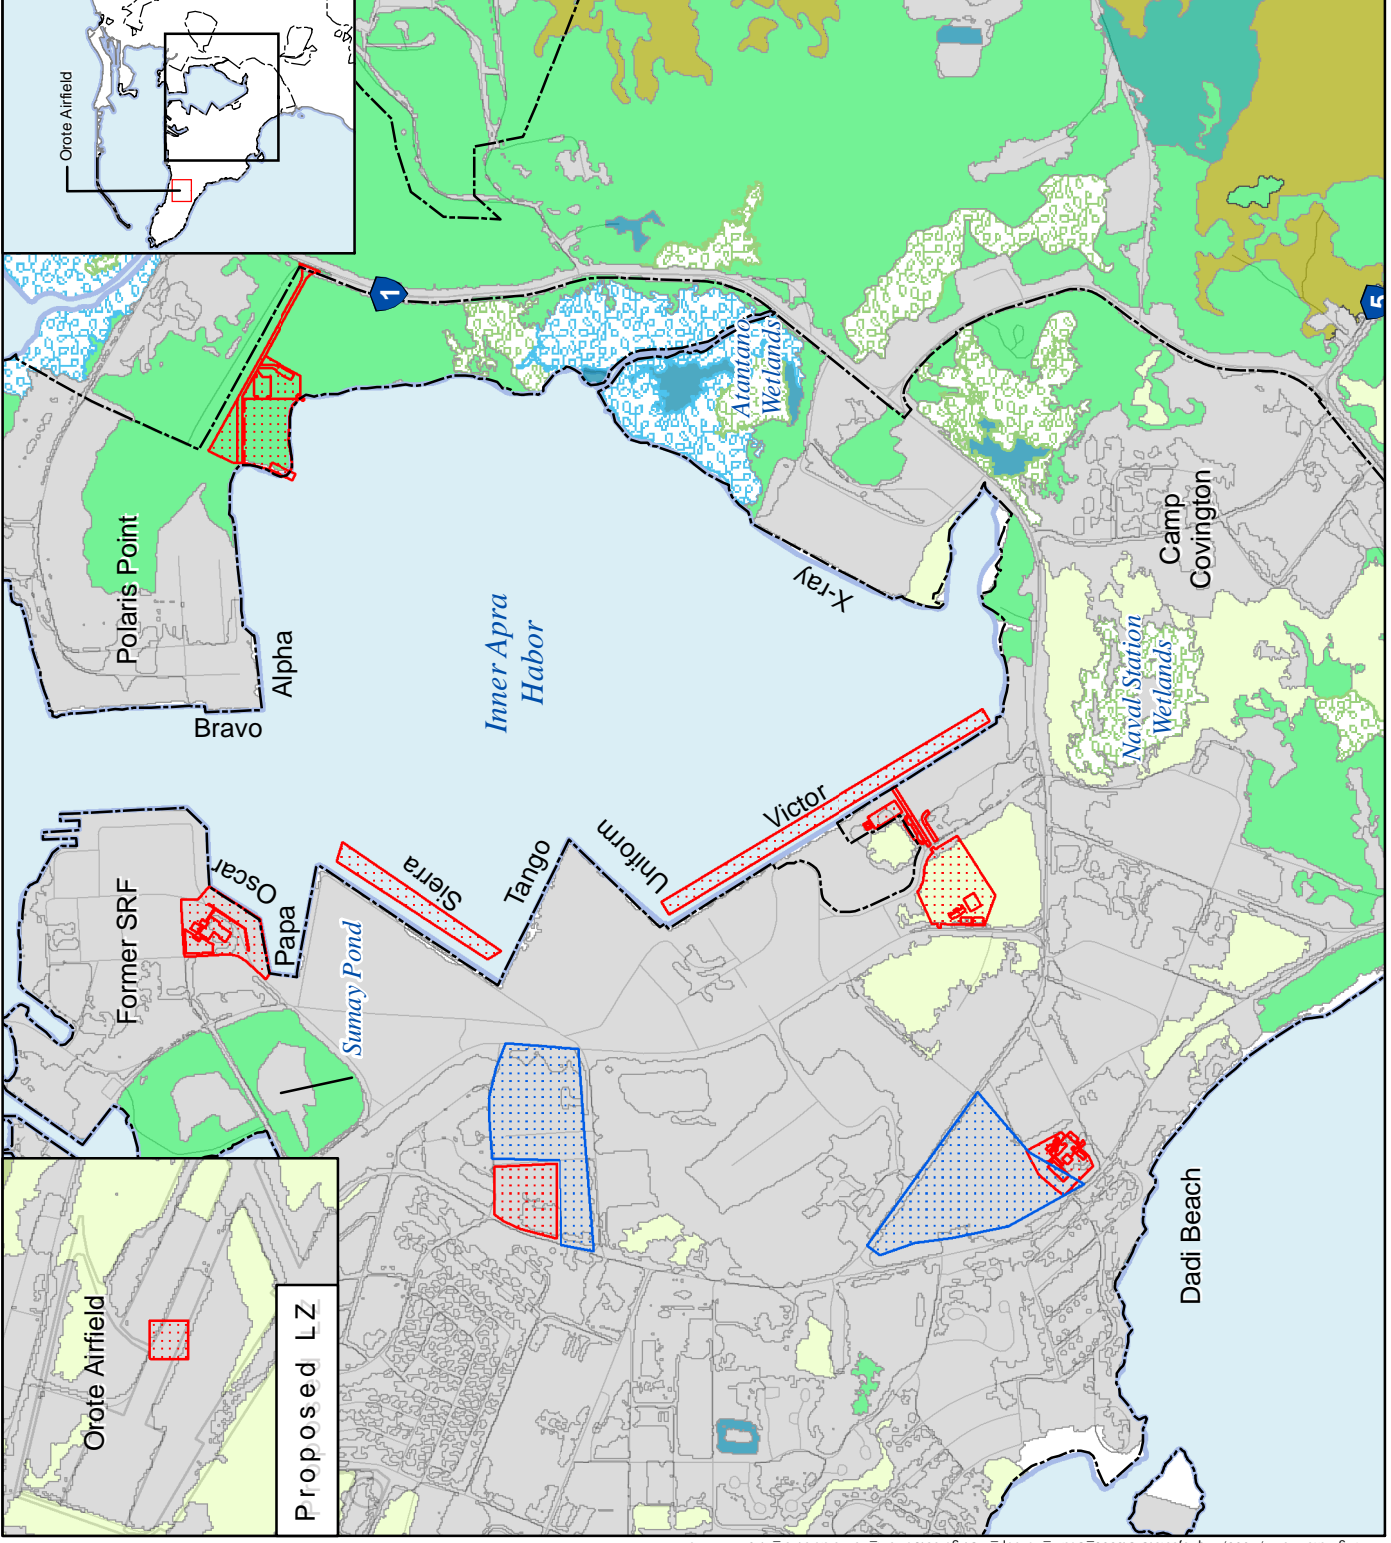 Orote Airfield
1
5
Polaris Point
Alpha
Bravo
Atamamo
Wetlands
Inner Apra
Habor
X-ray
Camp
Covington
Naval Station
Wetlands
Former SRF
Oscar
Papa
Sierra
Tango
Uniform
Victor
Sumay Pond
Orote Airfield
Proposed LZ
Dadi Beach